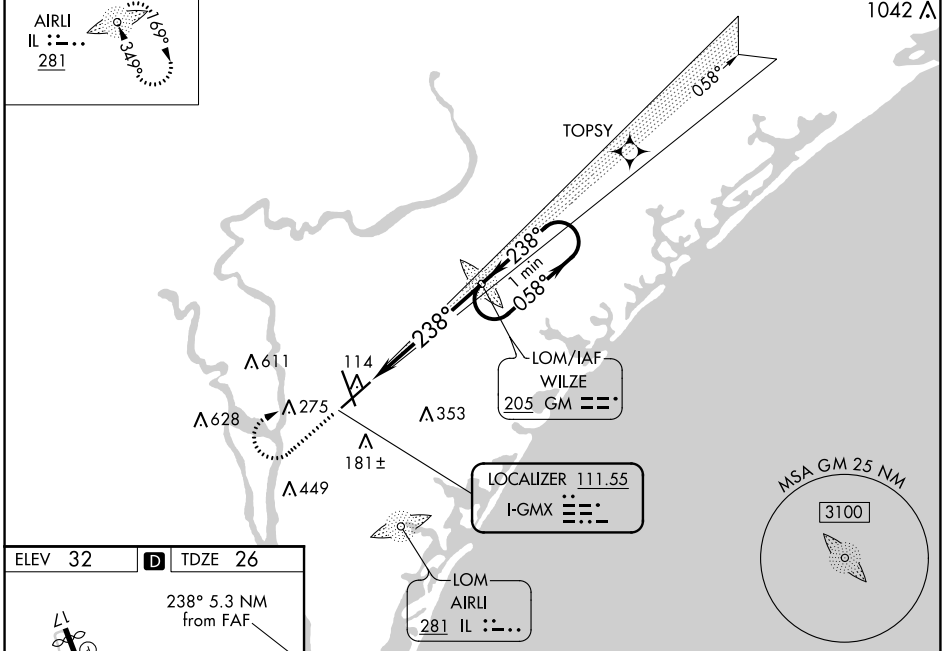 AIRLI
IL
281
169°
349°
1042
058°
TOPSY
238°
1 min
058°
238°
LOM/IAF
WILZE
205 GM
611
114
628
275
353
181±
449
LOCALIZER 111.55
I-GMX
MSA GM 25 NM
3100
LOM
AIRLI
281 IL
ELEV 32 D TDZE 26
238° 5.3 NM
from FAF
17
A